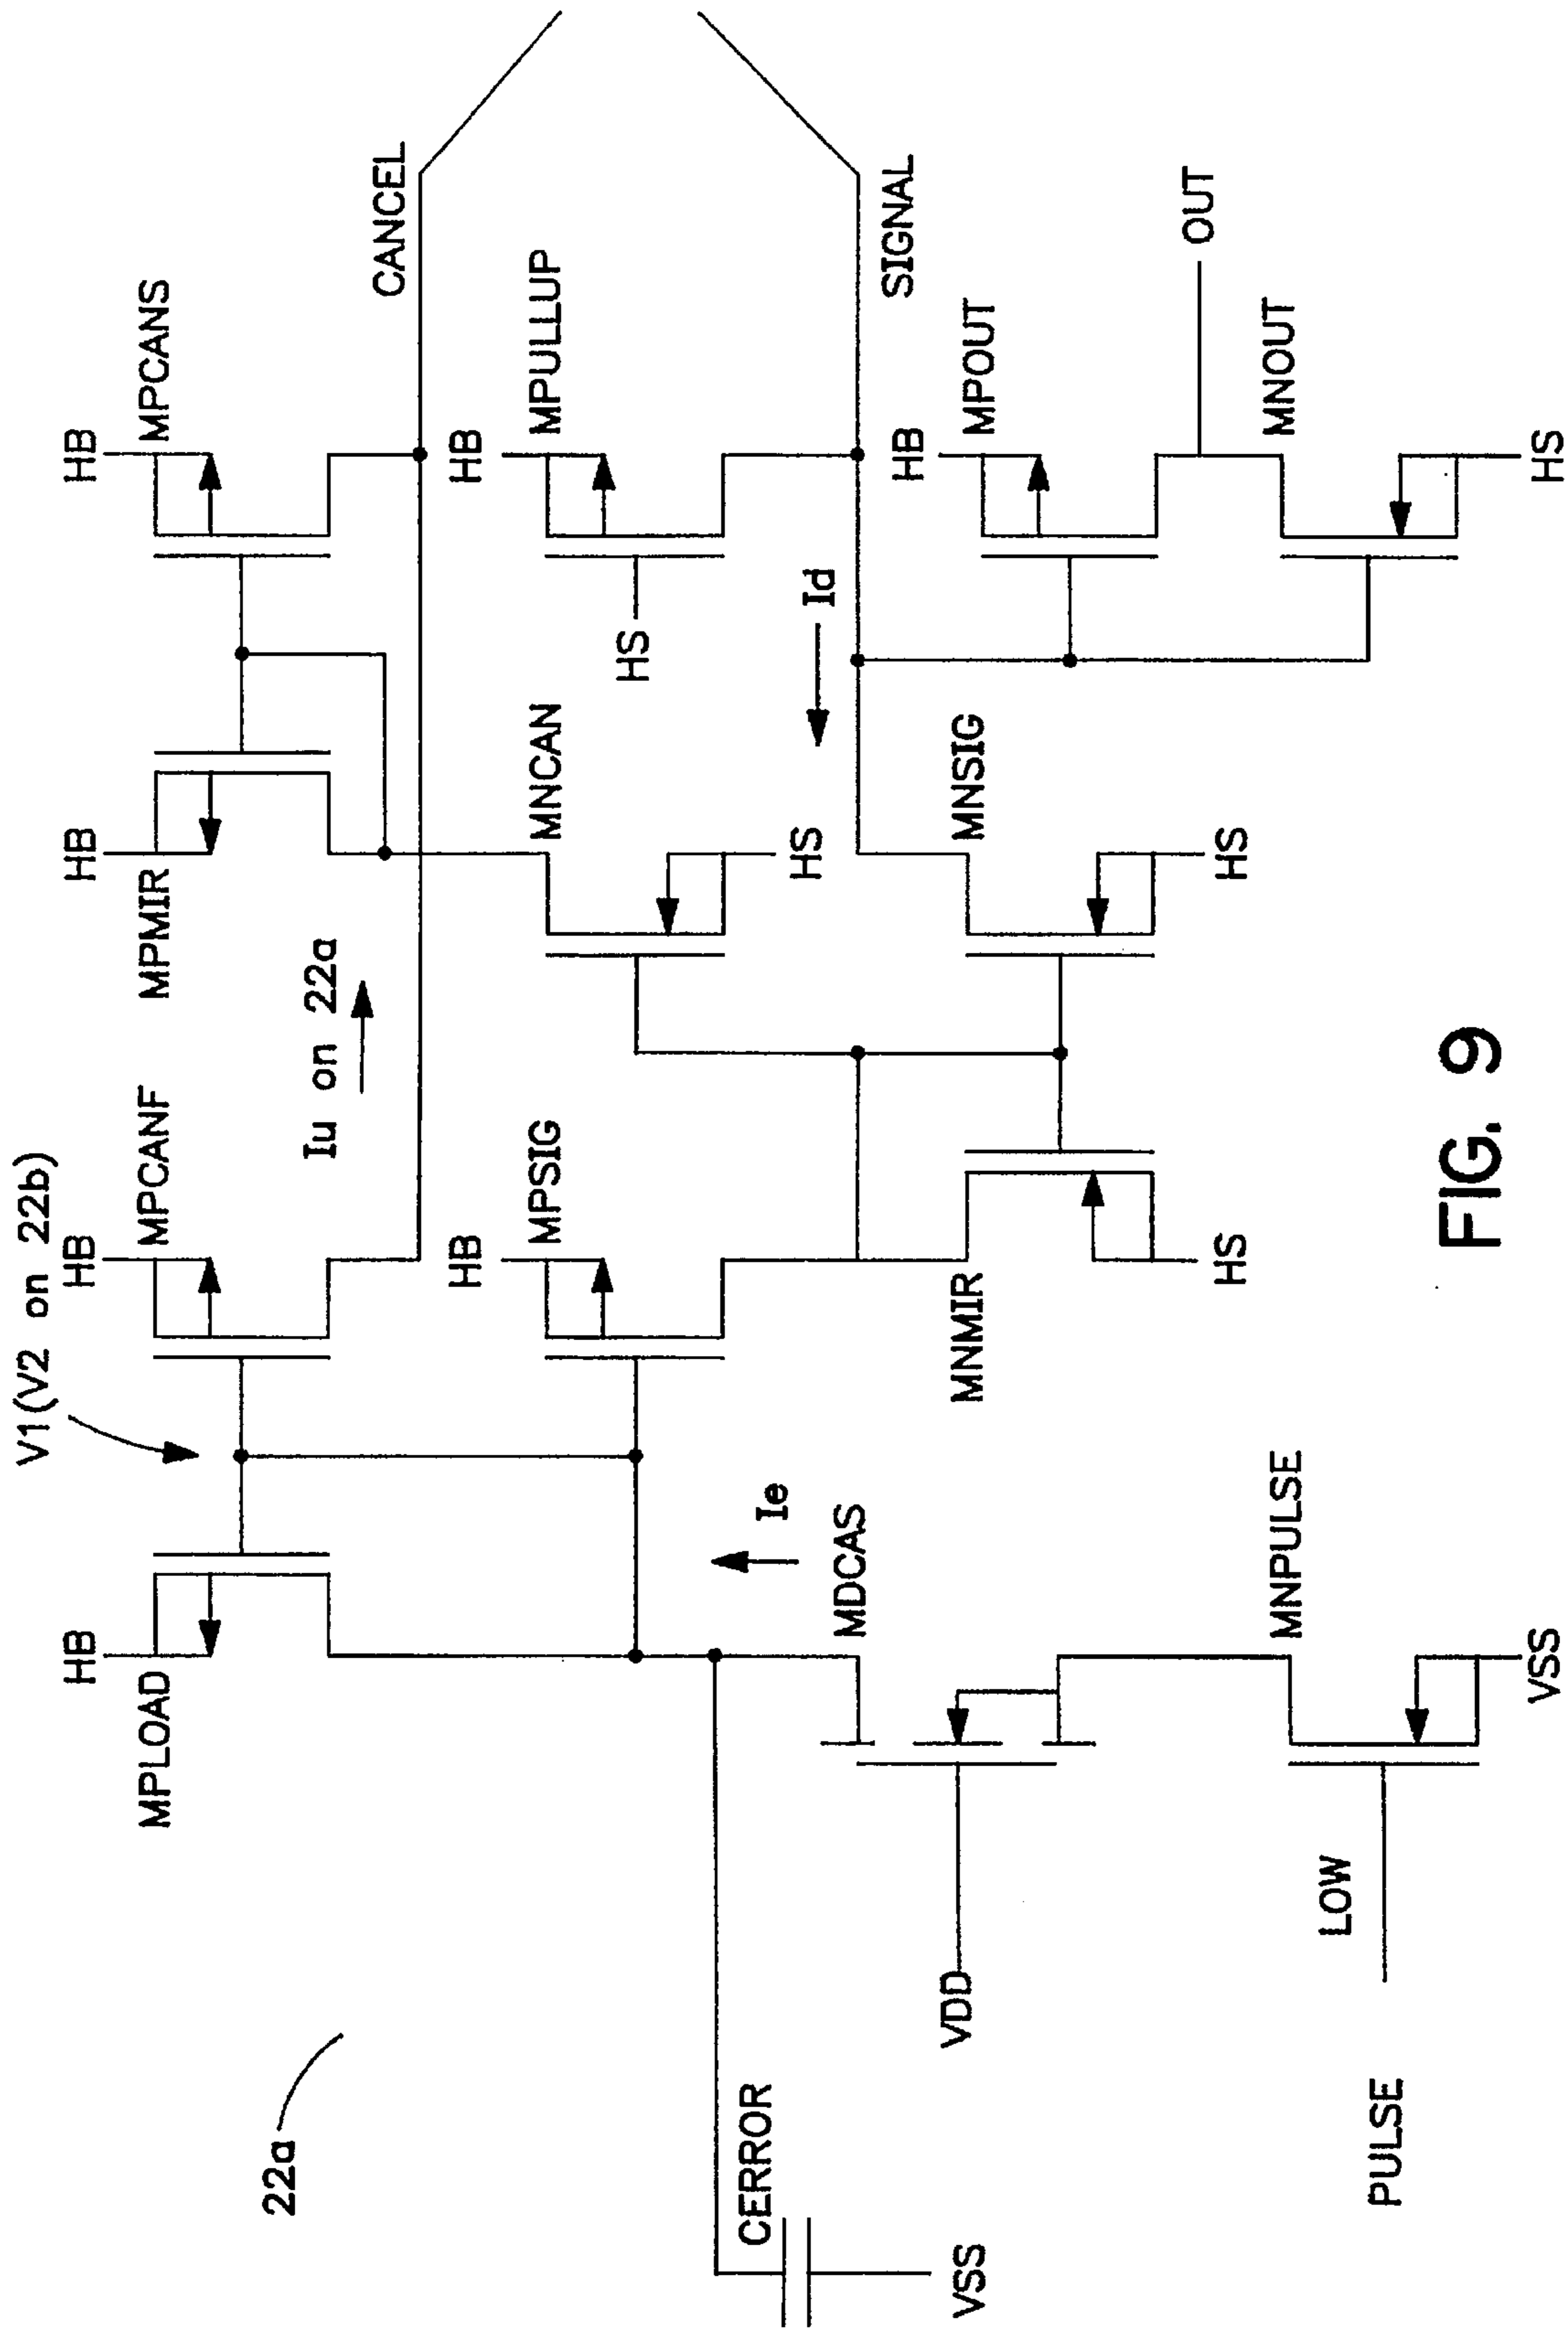 22a
V1(V2 on 22b)
HB
MPLOAD
HB
MPCANF
HB
MPMIR
HB
MPCANS
Iu on 22a
CANCEL
HB
MPSIG
MNCAN
HS
HB
MPULLUP
HS
Ie
Id
SIGNAL
CERROR
VSS
VDD
MDCAS
MNMIR
HS
MNSIG
HS
HB
MPOUT
OUT
MNOUT
HS
PULSE
LOW
MNPULSE
VSS
FIG. 9